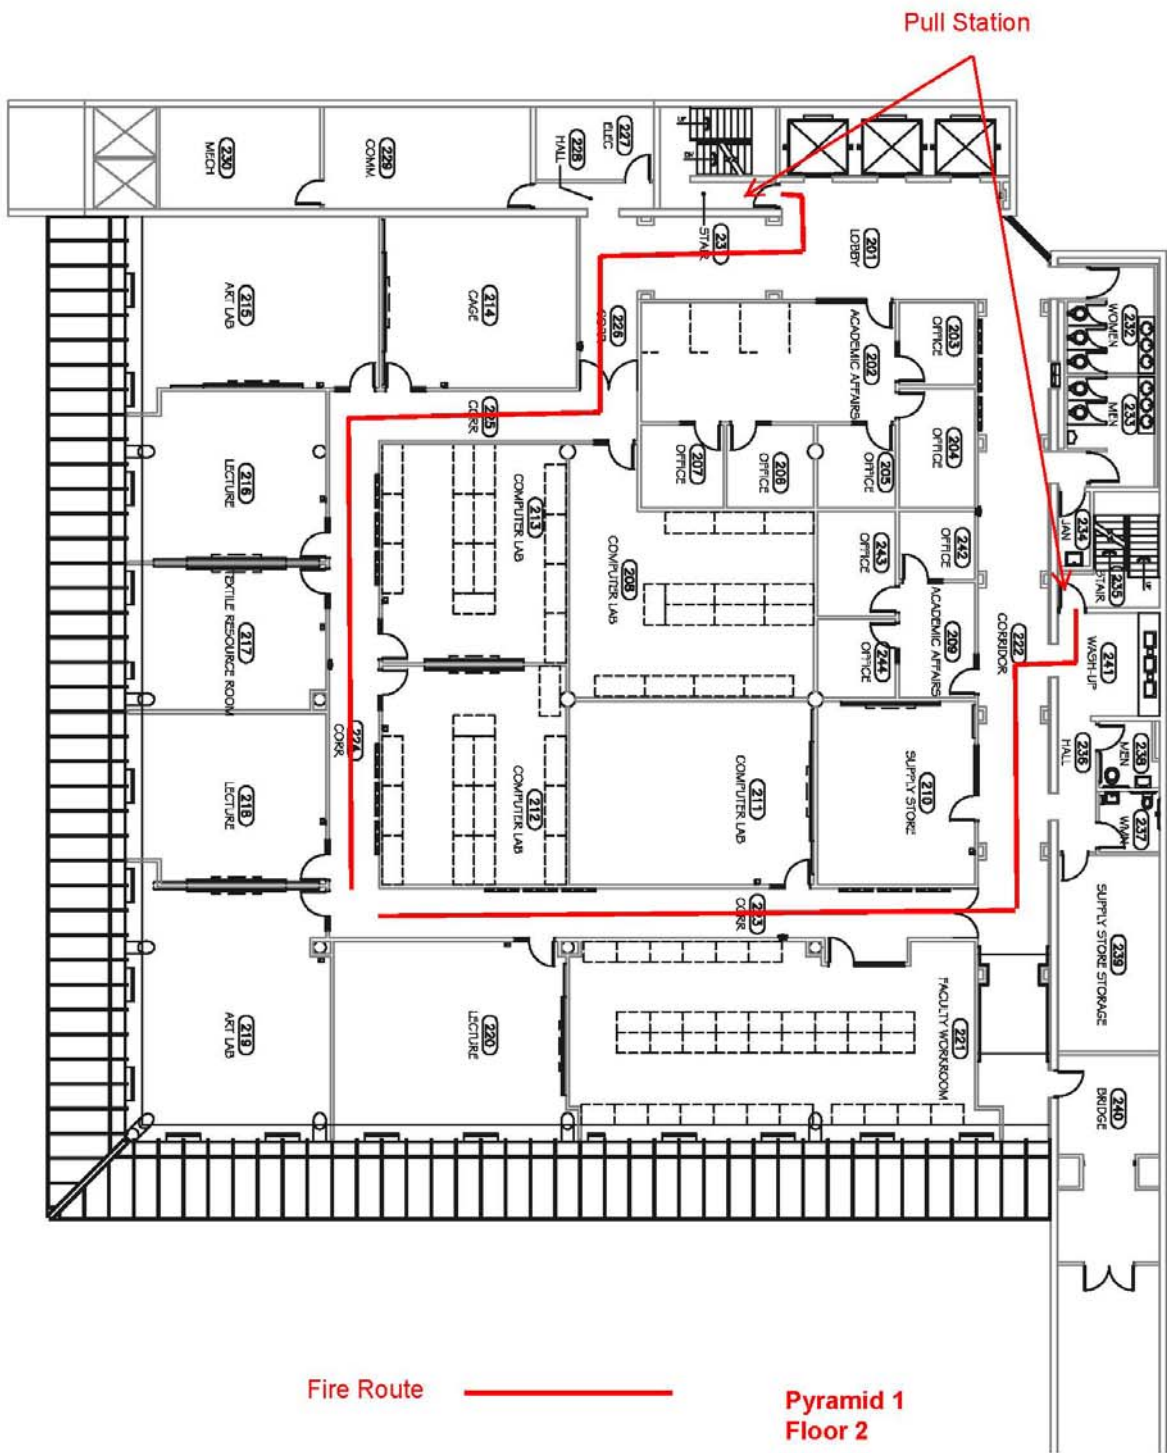 Pull Station
230
MECH
229
COMM.
228
HALL
227
ELEC
23
STAIR
201
LOBBY
215
ART LAB
214
CAGE
226
CORR
202
ACADEMIC AFFAIRS
203
OFFICE
232
WOMEN
233
MEN
225
CORR
216
LECTURE
213
COMPUTER LAB
207
OFFICE
206
OFFICE
205
OFFICE
204
OFFICE
234
JAN
235
STAIR
217
TEXTILE RESOURCE ROOM
208
COMPUTER LAB
243
OFFICE
242
OFFICE
244
OFFICE
209
ACADEMIC AFFAIRS
222
CORRIDOR
241
WASH-UP
224
CORR
218
LECTURE
212
COMPUTER LAB
211
COMPUTER LAB
210
SUPPLY STORE
236
HALL
238
MEN
237
WMN
223
CORR
239
SUPPLY STORE STORAGE
219
ART LAB
220
LECTURE
221
FACULTY WORKROOM
240
BRIDGE
Fire Route
Pyramid 1
Floor 2